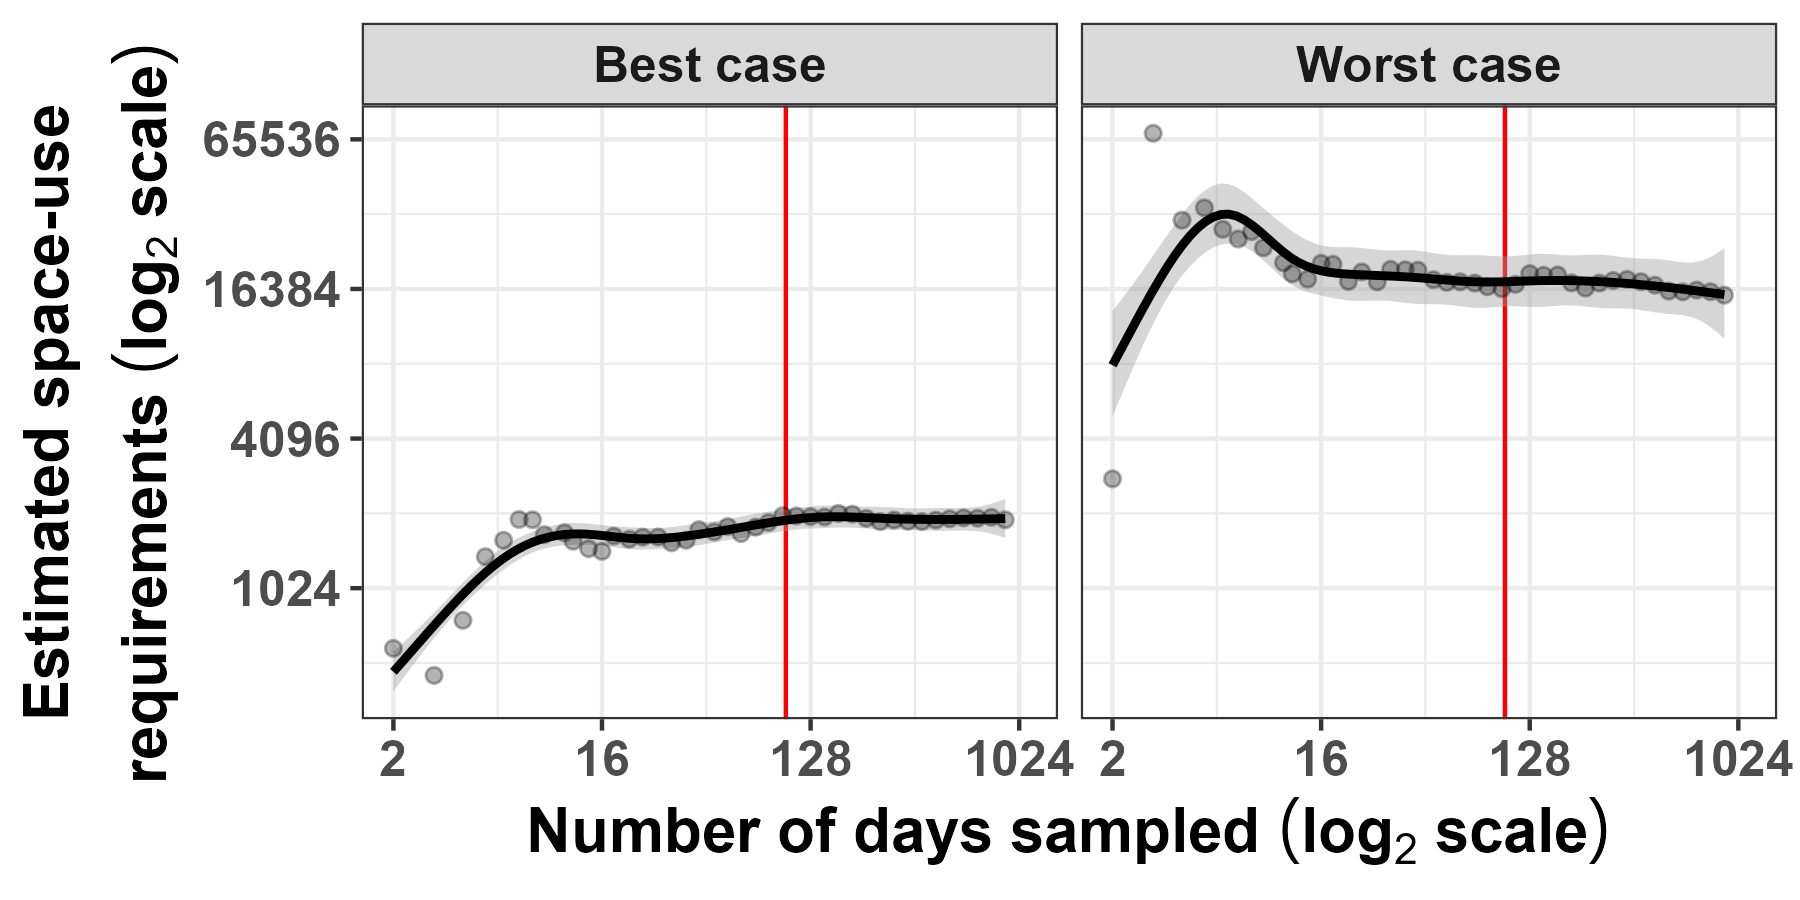 Best case
Worst case
Estimated space-use
requirements (log₂ scale)
65536
16384
4096
1024
2 16 128 1024
2 16 128 1024
Number of days sampled (log₂ scale)